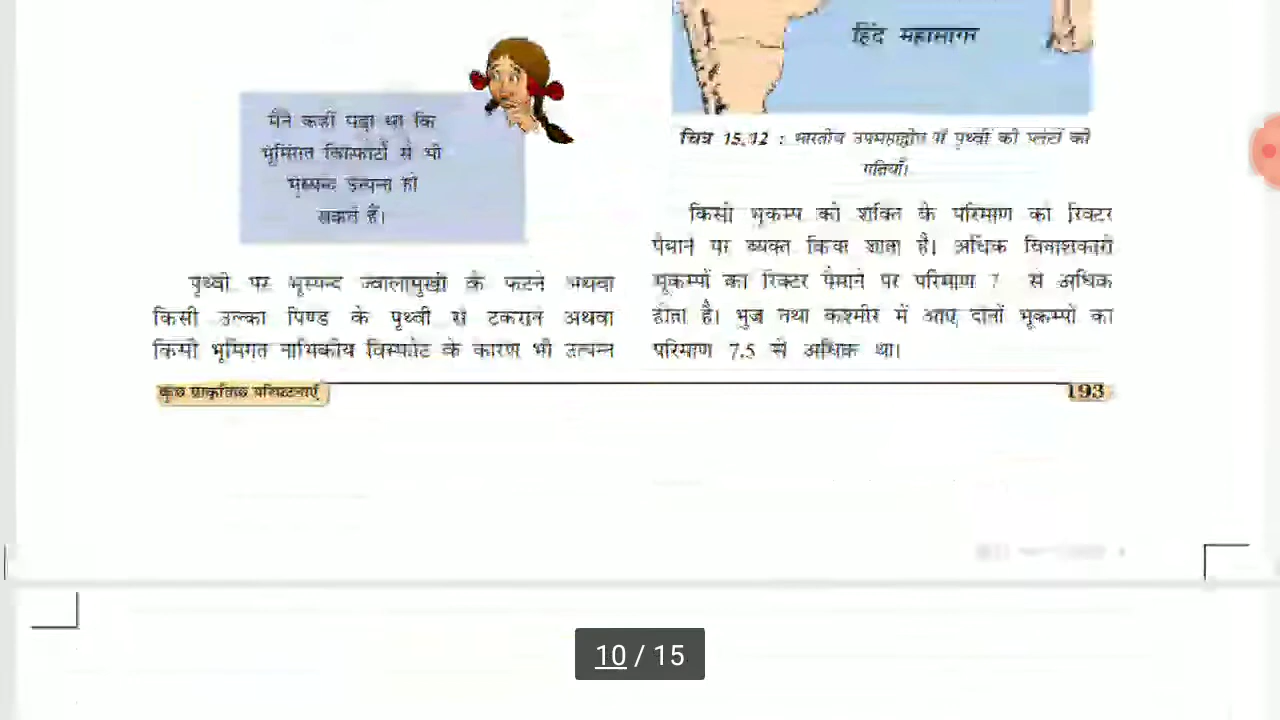 मैंने कहीं पढ़ा था कि
भूमिगत विस्फोटों से भी
भूस्पन्द उत्पन्न हो
सकते हैं।
पृथ्वी पर भूस्पन्द ज्वालामुखी के फटने अथवा
किसी उल्का पिण्ड के पृथ्वी से टकराने अथवा
किसी भूमिगत नाभिकीय विस्फोट के कारण भी उत्पन्न
हिंद महासागर
चित्र 15.12 : भारतीय उपमहाद्वीप में पृथ्वी की प्लेटों की
गतियाँ।
किसी भूकम्प की शक्ति के परिमाण को रिक्टर
पैमाने पर व्यक्त किया जाता है। अधिक विनाशकारी
भूकम्पों का रिक्टर पैमाने पर परिमाण 7 से अधिक
होता है। भुज तथा कश्मीर में आए दोनों भूकम्पों का
परिमाण 7.5 से अधिक था।
कुछ प्राकृतिक परिघटनाएँ
193
10 / 15